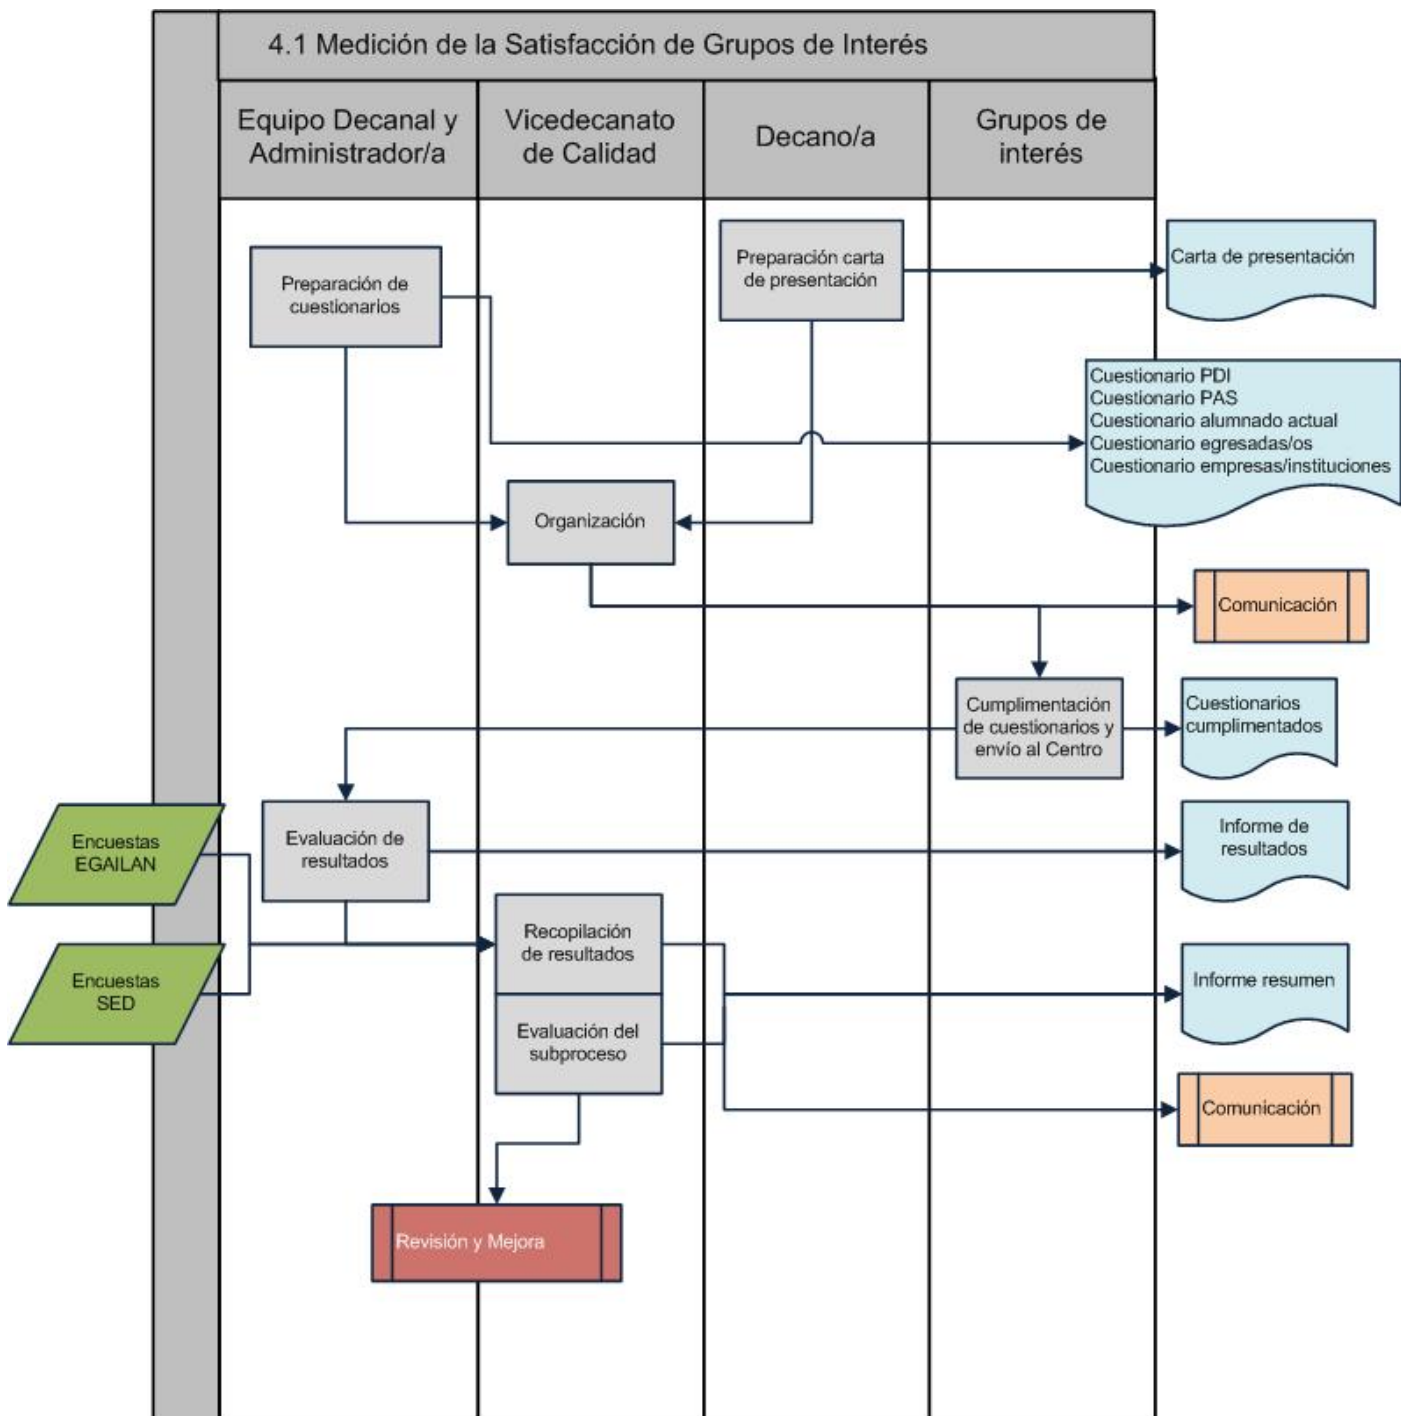 4.1 Medición de la Satisfacción de Grupos de Interés
Equipo Decanal y
Administrador/a
Vicedecanato
de Calidad
Decano/a
Grupos de
interés
Preparación de
cuestionarios
Preparación carta
de presentación
Carta de presentación
Cuestionario PDI
Cuestionario PAS
Cuestionario alumnado actual
Cuestionario egresadas/os
Cuestionario empresas/instituciones
Organización
Comunicación
Cumplimentación
de cuestionarios y
envío al Centro
Cuestionarios
cumplimentados
Encuestas
EGAILAN
Evaluación de
resultados
Informe de
resultados
Recopilación
de resultados
Encuestas
SED
Informe resumen
Evaluación del
subproceso
Comunicación
Revisión y Mejora